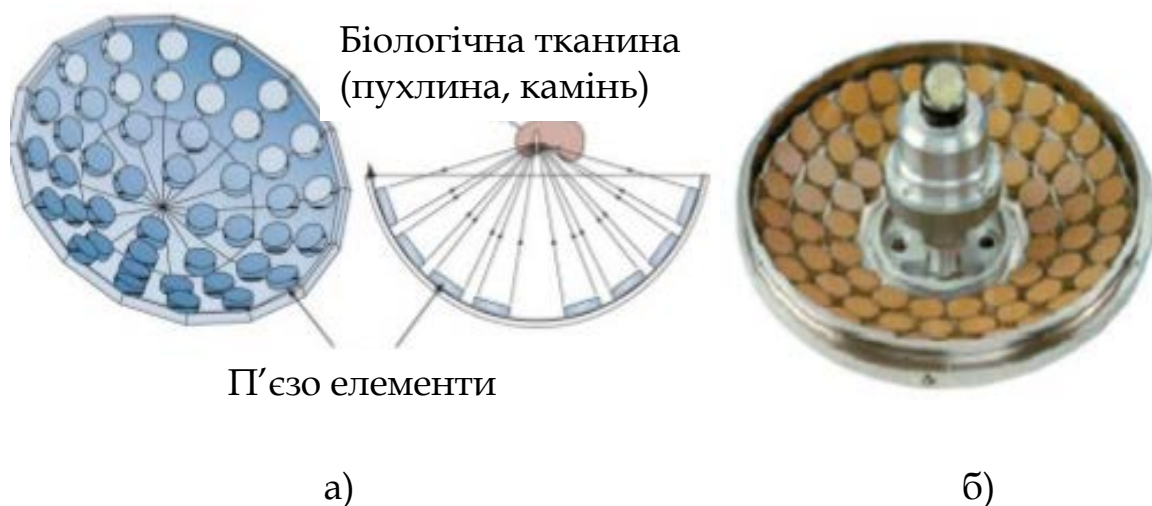 Біологічна тканина
(пухлина, камінь)
П’єзо елементи
а)
б)